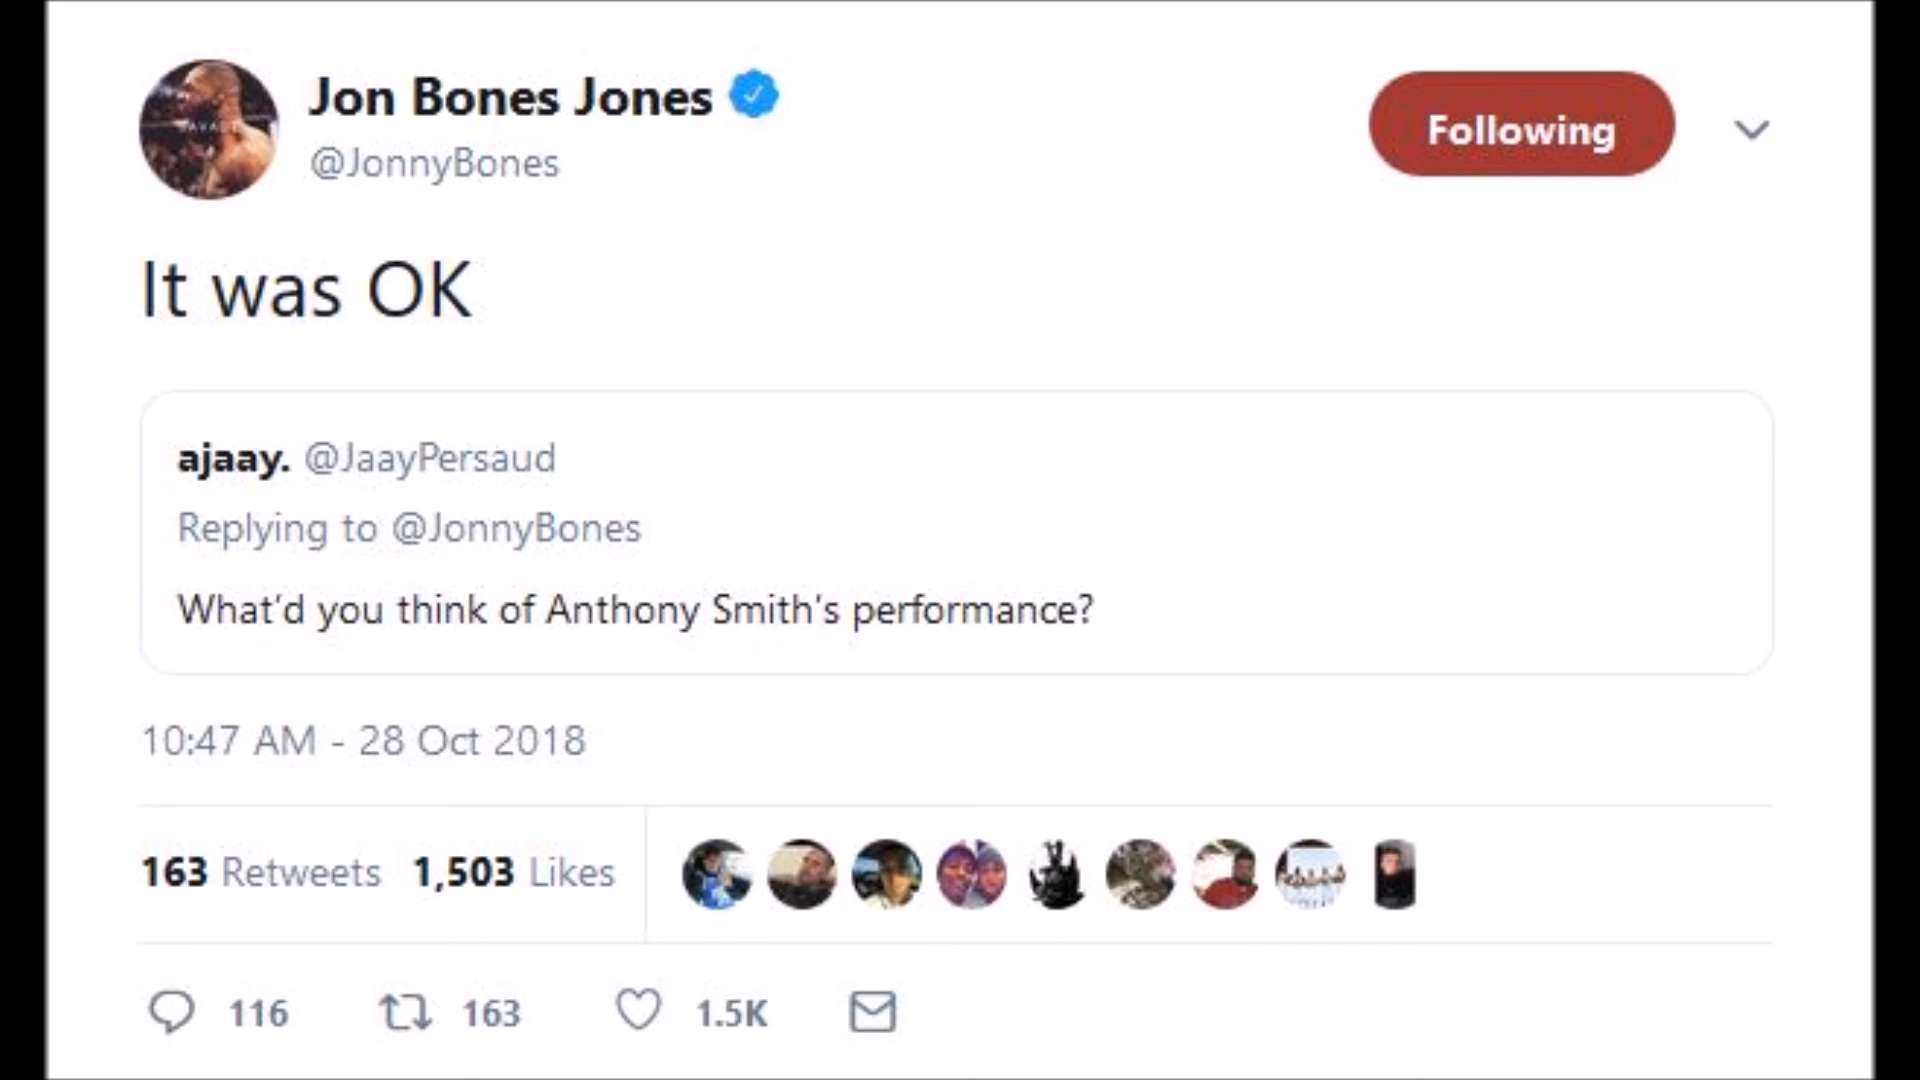 Jon Bones Jones
@JonnyBones
Following
It was OK
ajaay. @JaayPersaud
Replying to @JonnyBones
What'd you think of Anthony Smith's performance?
10:47 AM - 28 Oct 2018
163 Retweets 1,503 Likes
116 163 1.5K